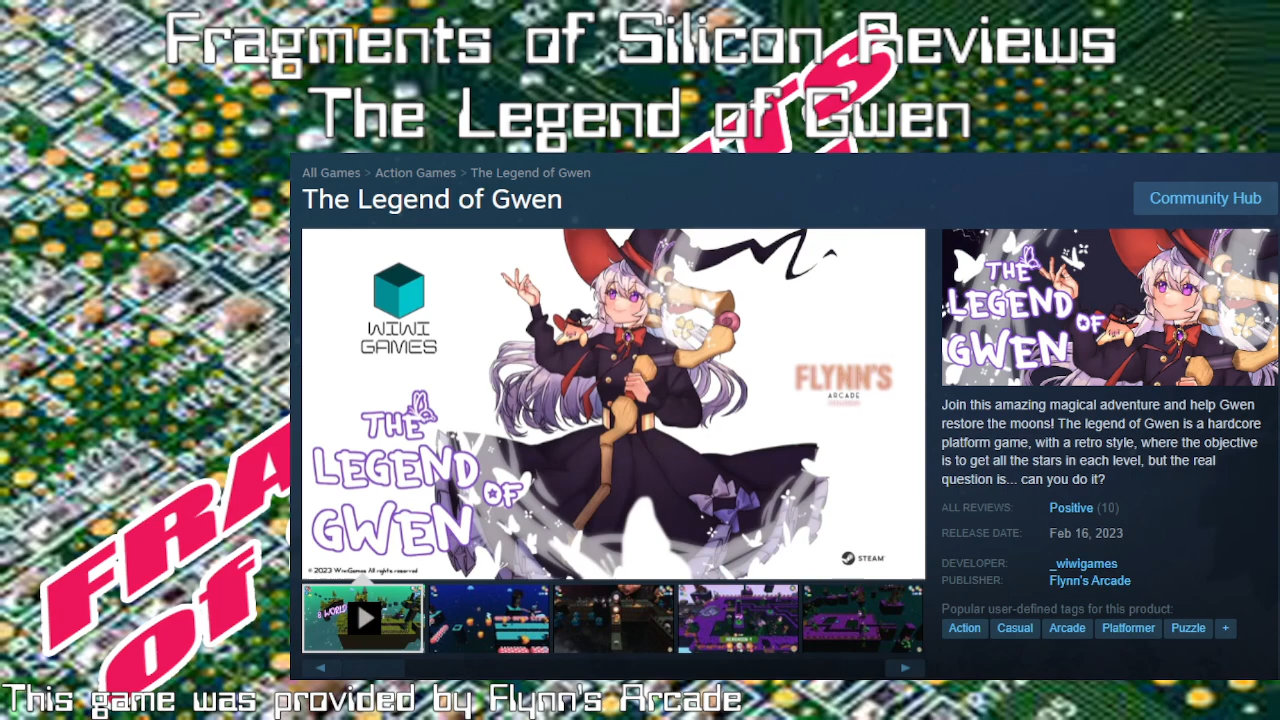 Fragments of Silicon Reviews
The Legend of Gwen
All Games > Action Games > The Legend of Gwen
The Legend of Gwen
Community Hub
WIWI
GAMES
FLYNN'S
ARCADE
THE
LEGEND
OF
GWEN
© 2023 WiwiGames All rights reserved
STEAM
8 WORLDS
THE
LEGEND
OF
GWEN
Join this amazing magical adventure and help Gwen
restore the moons! The legend of Gwen is a hardcore
platform game, with a retro style, where the objective
is to get all the stars in each level, but the real
question is... can you do it?
ALL REVIEWS: Positive (10)
RELEASE DATE: Feb 16, 2023
DEVELOPER: _wiwigames
PUBLISHER: Flynn's Arcade
Popular user-defined tags for this product:
Action Casual Arcade Platformer Puzzle +
FRA
Of
TS
This game was provided by Flynn's Arcade